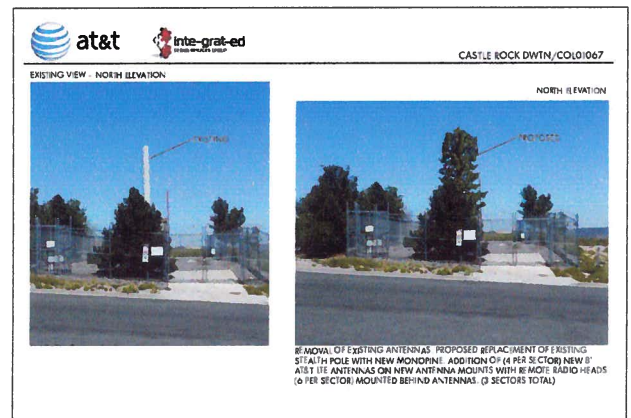 at&t
inte-grat-ed
CASTLE ROCK DWTN/COL01067
EXISTING VIEW - NORTH ELEVATION
NORTH ELEVATION
EXISTING
PROPOSED
REMOVAL OF EXISTING ANTENNAS. PROPOSED REPLACEMENT OF EXISTING
STEALTH POLE WITH NEW MONOPINE. ADDITION OF (4 PER SECTOR) NEW 8'
AT&T LTE ANTENNAS ON NEW ANTENNA MOUNTS WITH REMOTE RADIO HEADS
(6 PER SECTOR) MOUNTED BEHIND ANTENNAS. (3 SECTORS TOTAL)